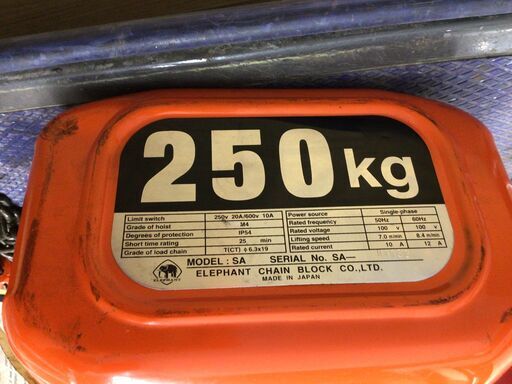 250kg
Limit switch 250v 20A/600v 10A
Grade of hoist M4
Degrees of protection IP54
Short time rating 25 min
Grade of load chain T(CT) ϕ6.3x19
Power source Single-phase
Rated frequency 50Hz 60Hz
Rated voltage 100 v 100 v
Lifting speed 7.0 m/min 8.4 m/min
Rated current 10 A 12 A
MODEL: SA SERIAL No. SA-
ELEPHANT
ELEPHANT CHAIN BLOCK CO.,LTD.
MADE IN JAPAN